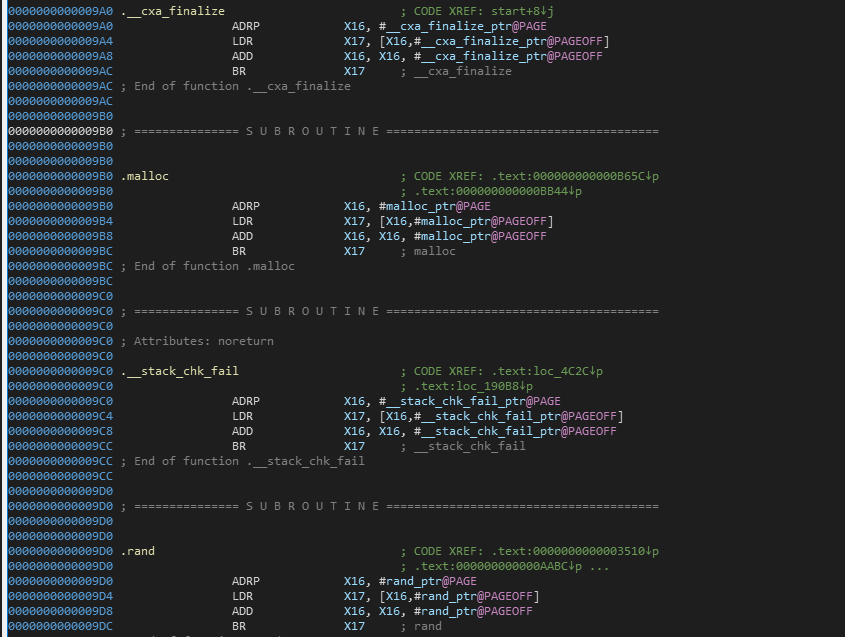 00000000000009A0 .__cxa_finalize ; CODE XREF: start+8↓j
00000000000009A0 ADRP X16, #__cxa_finalize_ptr@PAGE
00000000000009A4 LDR X17, [X16,#__cxa_finalize_ptr@PAGEOFF]
00000000000009A8 ADD X16, X16, #__cxa_finalize_ptr@PAGEOFF
00000000000009AC BR X17 ; __cxa_finalize
00000000000009AC ; End of function .__cxa_finalize
00000000000009AC
00000000000009B0
00000000000009B0 ; =============== S U B R O U T I N E =======================================
00000000000009B0
00000000000009B0
00000000000009B0 .malloc ; CODE XREF: .text:000000000000B65C↓p
00000000000009B0 ; .text:000000000000BB44↓p
00000000000009B0 ADRP X16, #malloc_ptr@PAGE
00000000000009B4 LDR X17, [X16,#malloc_ptr@PAGEOFF]
00000000000009B8 ADD X16, X16, #malloc_ptr@PAGEOFF
00000000000009BC BR X17 ; malloc
00000000000009BC ; End of function .malloc
00000000000009BC
00000000000009C0
00000000000009C0 ; =============== S U B R O U T I N E =======================================
00000000000009C0
00000000000009C0 ; Attributes: noreturn
00000000000009C0
00000000000009C0 .__stack_chk_fail ; CODE XREF: .text:loc_4C2C↓p
00000000000009C0 ; .text:loc_190B8↓p
00000000000009C0 ADRP X16, #__stack_chk_fail_ptr@PAGE
00000000000009C4 LDR X17, [X16,#__stack_chk_fail_ptr@PAGEOFF]
00000000000009C8 ADD X16, X16, #__stack_chk_fail_ptr@PAGEOFF
00000000000009CC BR X17 ; __stack_chk_fail
00000000000009CC ; End of function .__stack_chk_fail
00000000000009CC
00000000000009D0
00000000000009D0 ; =============== S U B R O U T I N E =======================================
00000000000009D0
00000000000009D0
00000000000009D0 .rand ; CODE XREF: .text:0000000000003510↓p
00000000000009D0 ; .text:000000000000AABC↓p ...
00000000000009D0 ADRP X16, #rand_ptr@PAGE
00000000000009D4 LDR X17, [X16,#rand_ptr@PAGEOFF]
00000000000009D8 ADD X16, X16, #rand_ptr@PAGEOFF
00000000000009DC BR X17 ; rand